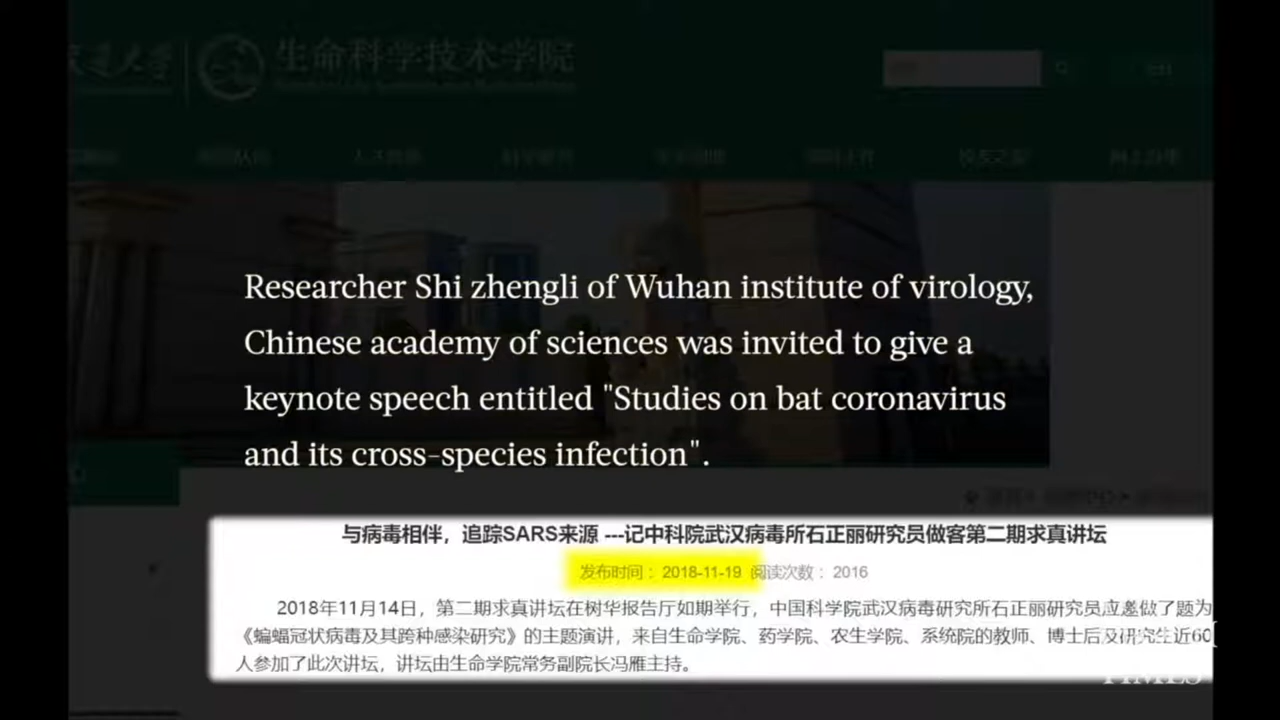 生命科学技术学院
Researcher Shi zhengli of Wuhan institute of virology,
Chinese academy of sciences was invited to give a
keynote speech entitled "Studies on bat coronavirus
and its cross-species infection".
与病毒相伴，追踪SARS来源 ---记中科院武汉病毒所石正丽研究员做客第二期求真讲坛
发布时间： 2018-11-19 阅读次数： 2016
2018年11月14日，第二期求真讲坛在树华报告厅如期举行，中国科学院武汉病毒研究所石正丽研究员应邀做了题为
《蝙蝠冠状病毒及其跨种感染研究》的主题演讲，来自生命学院、药学院、农生学院、系统院的教师、博士后及研究生近60
人参加了此次讲坛，讲坛由生命学院常务副院长冯雁主持。
TIMES